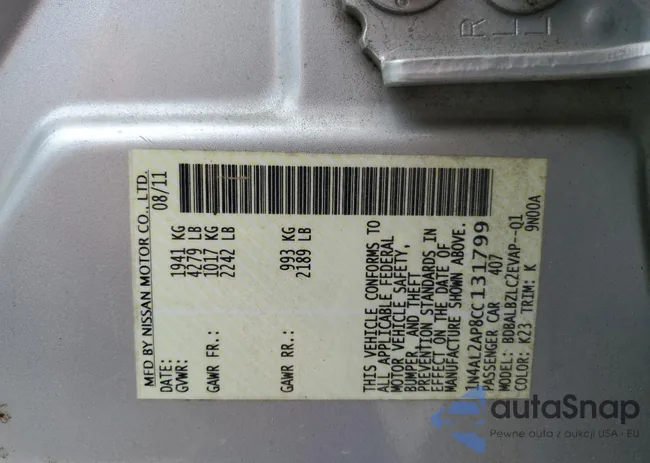 MFD BY NISSAN MOTOR CO., LTD.
DATE: 08/11
GVWR: 1941 KG
4279 LB
GAWR FR.: 1017 KG
2242 LB
GAWR RR.: 993 KG
2189 LB
THIS VEHICLE CONFORMS TO
ALL APPLICABLE FEDERAL
MOTOR VEHICLE SAFETY,
BUMPER, AND THEFT
PREVENTION STANDARDS IN
EFFECT ON THE DATE OF
MANUFACTURE SHOWN ABOVE.
1N4AL2AP8CC131799
PASSENGER CAR 407
MODEL: BDBALBZLC2EVAP--01
COLOR: K23 TRIM: K 9N00A
R L
L
autaSnap
Pewne auta z aukcji USA - EU